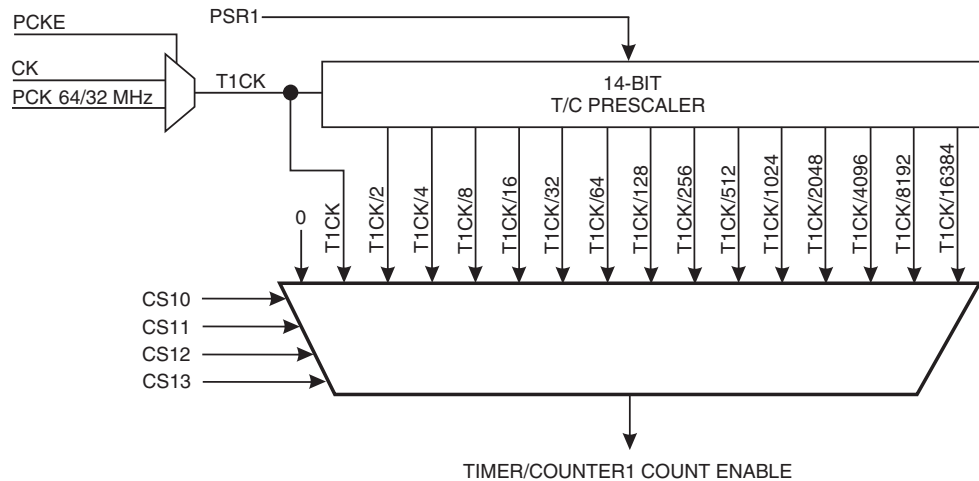 PCKE
PSR1
CK
PCK 64/32 MHz
T1CK
14-BIT
T/C PRESCALER
0
T1CK
T1CK/2
T1CK/4
T1CK/8
T1CK/16
T1CK/32
T1CK/64
T1CK/128
T1CK/256
T1CK/512
T1CK/1024
T1CK/2048
T1CK/4096
T1CK/8192
T1CK/16384
CS10
CS11
CS12
CS13
TIMER/COUNTER1 COUNT ENABLE